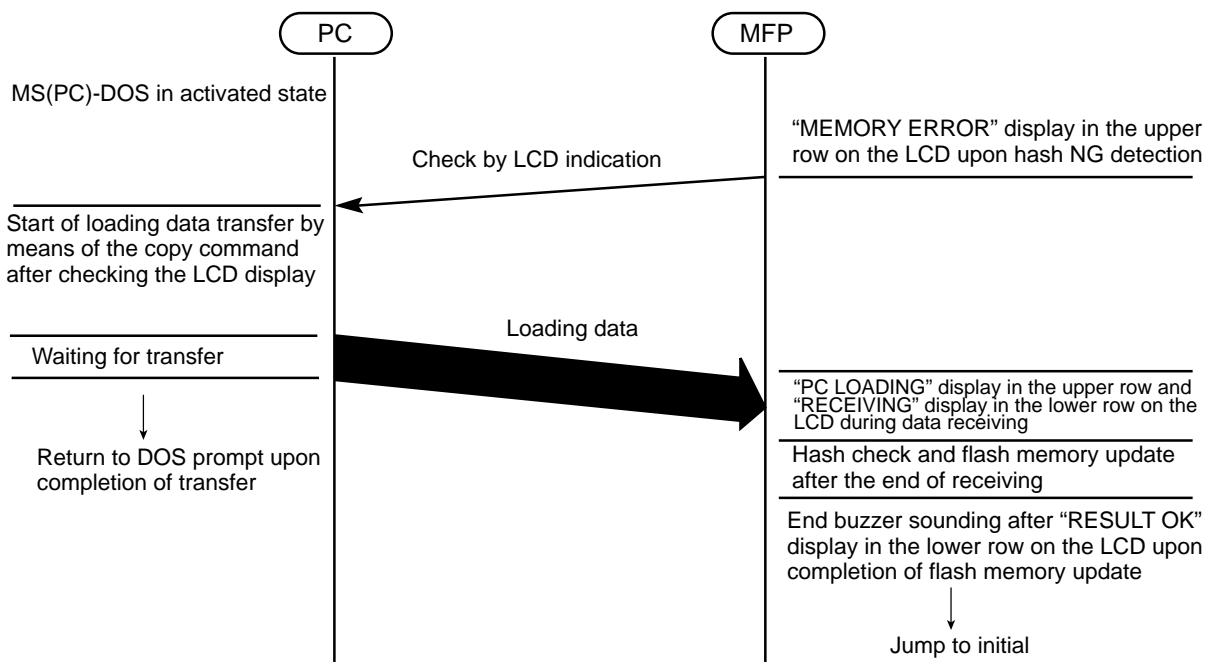 PC
MFP
MS(PC)-DOS in activated state
“MEMORY ERROR” display in the upper
row on the LCD upon hash NG detection
Check by LCD indication
Start of loading data transfer by
means of the copy command
after checking the LCD display
Loading data
Waiting for transfer
“PC LOADING” display in the upper row and
“RECEIVING” display in the lower row on the
LCD during data receiving
Return to DOS prompt upon
completion of transfer
Hash check and flash memory update
after the end of receiving
End buzzer sounding after “RESULT OK”
display in the lower row on the LCD upon
completion of flash memory update
Jump to initial